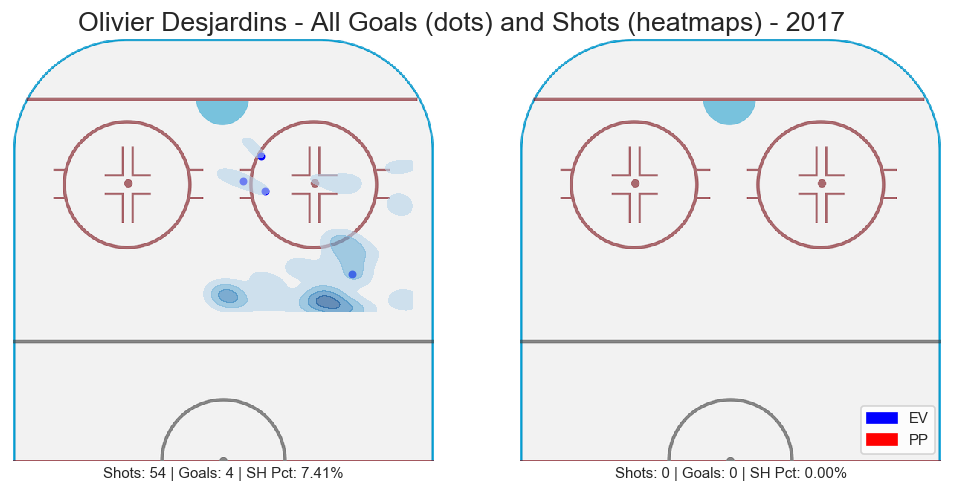 Olivier Desjardins - All Goals (dots) and Shots (heatmaps) - 2017
EV
PP
Shots: 54 | Goals: 4 | SH Pct: 7.41%
Shots: 0 | Goals: 0 | SH Pct: 0.00%